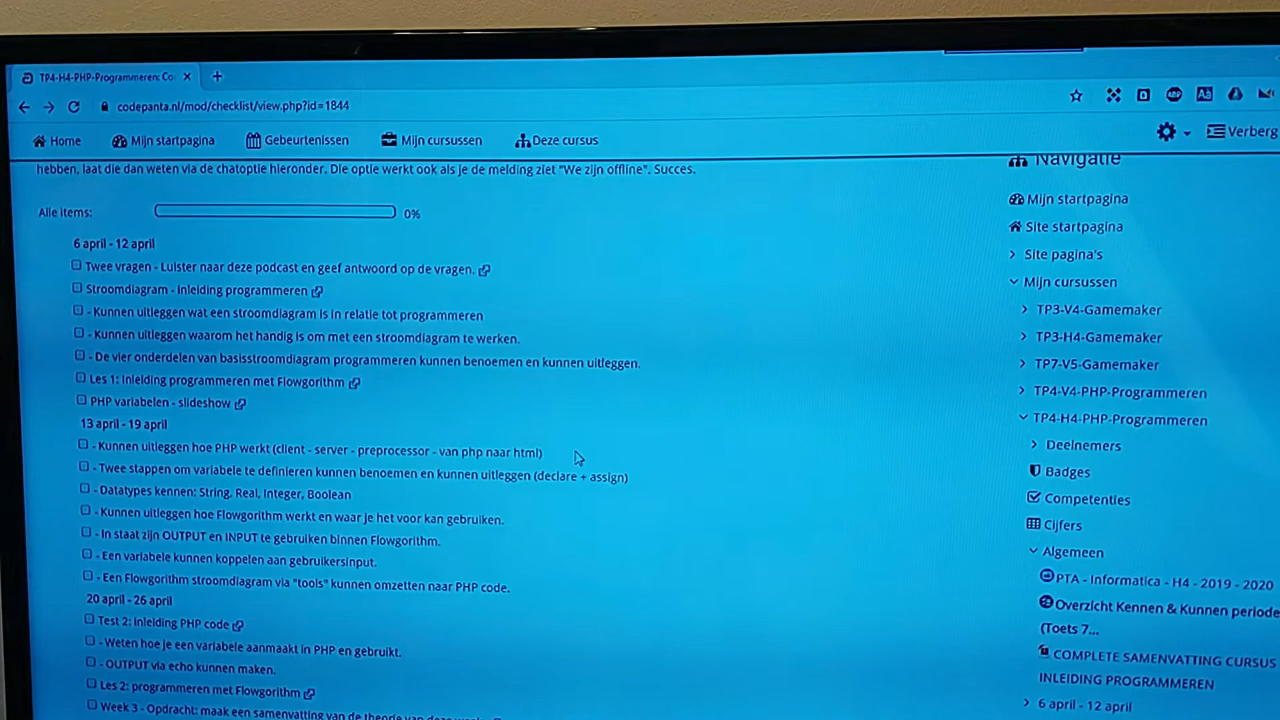 TP4-H4-PHP-Programmeren: Co
codepanta.nl/mod/checklist/view.php?id=1844
Home Mijn startpagina Gebeurtenissen Mijn cursussen Deze cursus
Verberg
hebben, laat die dan weten via de chatoptie hieronder. Die optie werkt ook als je de melding ziet "We zijn offline". Succes.
Alle items: 0%
6 april - 12 april
Twee vragen - Luister naar deze podcast en geef antwoord op de vragen.
Stroomdiagram - inleiding programmeren
- Kunnen uitleggen wat een stroomdiagram is in relatie tot programmeren
- Kunnen uitleggen waarom het handig is om met een stroomdiagram te werken.
- De vier onderdelen van basisstroomdiagram programmeren kunnen benoemen en kunnen uitleggen.
Les 1: Inleiding programmeren met Flowgorithm
PHP variabelen - slideshow
13 april - 19 april
- Kunnen uitleggen hoe PHP werkt (client - server - preprocessor - van php naar html)
- Twee stappen om variabele te definieren kunnen benoemen en kunnen uitleggen (declare + assign)
- Datatypes kennen: String, Real, Integer, Boolean
- Kunnen uitleggen hoe Flowgorithm werkt en waar je het voor kan gebruiken.
- In staat zijn OUTPUT en INPUT te gebruiken binnen Flowgorithm.
- Een variabele kunnen koppelen aan gebruikersinput.
- Een Flowgorithm stroomdiagram via "tools" kunnen omzetten naar PHP code.
20 april - 26 april
Test 2: inleiding PHP code
- Weten hoe je een variabele aanmaakt in PHP en gebruikt.
- OUTPUT via echo kunnen maken.
Les 2: programmeren met Flowgorithm
Week 3 - Opdracht: maak een samenvatting van de theorie van deze
Navigatie
Mijn startpagina
Site startpagina
Site pagina's
Mijn cursussen
TP3-V4-Gamemaker
TP3-H4-Gamemaker
TP7-V5-Gamemaker
TP4-V4-PHP-Programmeren
TP4-H4-PHP-Programmeren
Deelnemers
Badges
Competenties
Cijfers
Algemeen
PTA - Informatica - H4 - 2019 - 2020
Overzicht Kennen & Kunnen periode
(Toets 7...
COMPLETE SAMENVATTING CURSUS
INLEIDING PROGRAMMEREN
6 april - 12 april